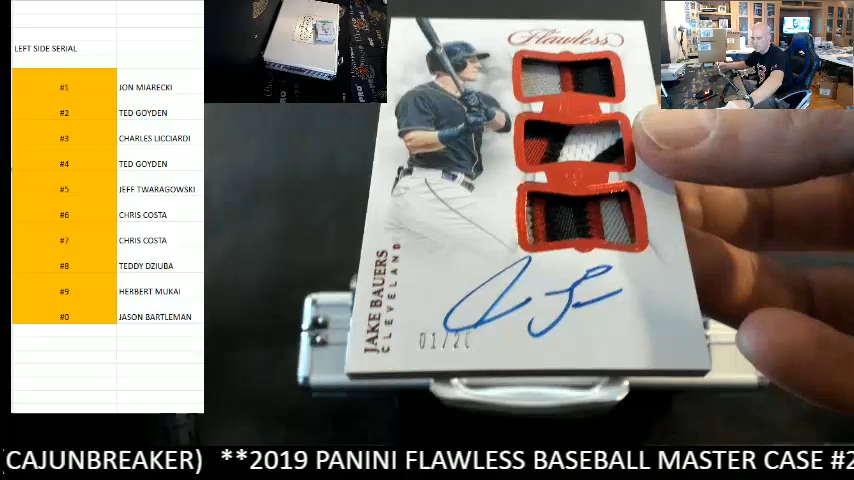 LEFT SIDE SERIAL
#1 JON MIARECKI
#2 TED GOYDEN
#3 CHARLES LICCIARDI
#4 TED GOYDEN
#5 JEFF TWARAGOWSKI
#6 CHRIS COSTA
#7 CHRIS COSTA
#8 TEDDY DZIUBA
#9 HERBERT MUKAI
#0 JASON BARTLEMAN
Flawless
JAKE BAUERS
CLEVELAND
01/20
CAJUNBREAKER) **2019 PANINI FLAWLESS BASEBALL MASTER CASE #2